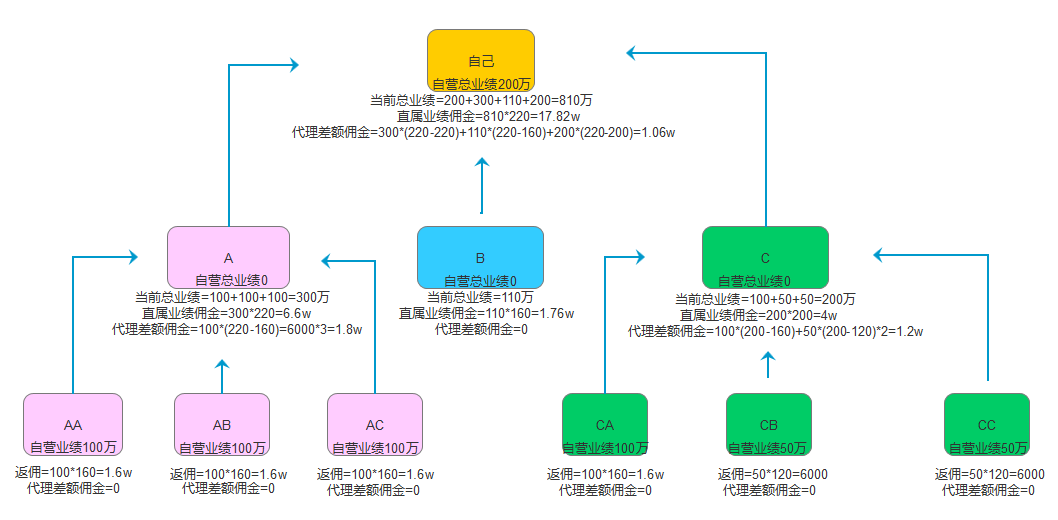 自己
自营总业绩200万
当前总业绩=200+300+110+200=810万
直属业绩佣金=810*220=17.82w
代理差额佣金=300*(220-220)+110*(220-160)+200*(220-200)=1.06w
A
自营总业绩0
当前总业绩=100+100+100=300万
直属业绩佣金=300*220=6.6w
代理差额佣金=100*(220-160)=6000*3=1.8w
B
自营总业绩0
当前总业绩=110万
直属业绩佣金=110*160=1.76w
代理差额佣金=0
C
自营总业绩0
当前总业绩=100+50+50=200万
直属业绩佣金=200*200=4w
代理差额佣金=100*(200-160)+50*(200-120)*2=1.2w
AA
自营业绩100万
返佣=100*160=1.6w
代理差额佣金=0
AB
自营业绩100万
返佣=100*160=1.6w
代理差额佣金=0
AC
自营业绩100万
返佣=100*160=1.6w
代理差额佣金=0
CA
自营业绩100万
返佣=100*160=1.6w
代理差额佣金=0
CB
自营业绩50万
返佣=50*120=6000
代理差额佣金=0
CC
自营业绩50万
返佣=50*120=6000
代理差额佣金=0